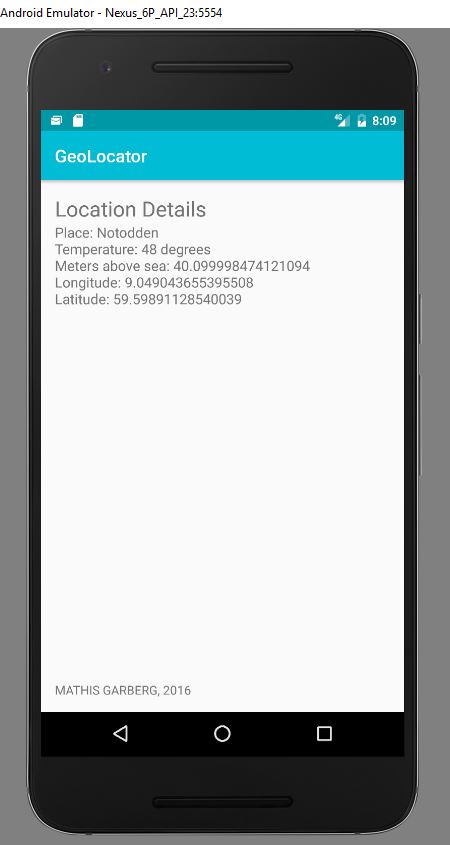 Android Emulator - Nexus_6P_API_23:5554
4G 8:09
GeoLocator
Location Details
Place: Notodden
Temperature: 48 degrees
Meters above sea: 40.099998474121094
Longitude: 9.049043655395508
Latitude: 59.59891128540039
MATHIS GARBERG, 2016